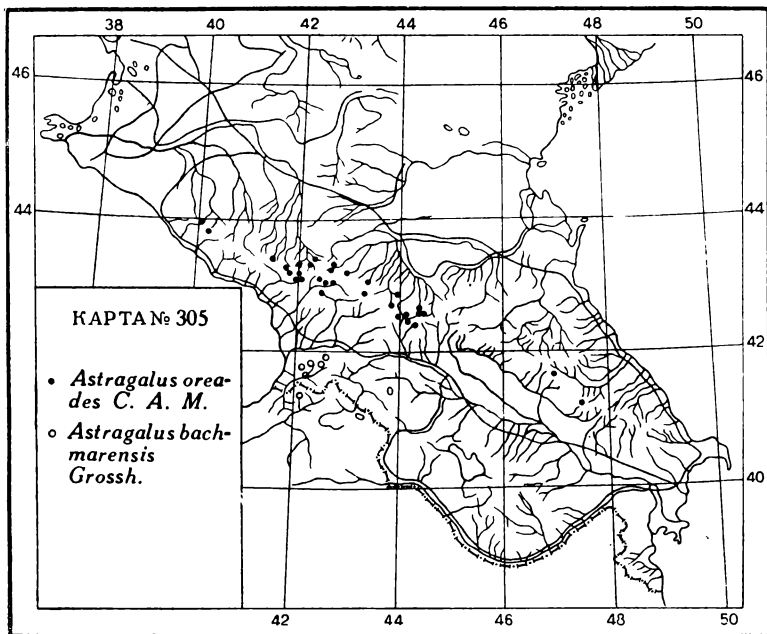 38 40 42 44 46 48 50
46 46
44 44
КАРТА № 305
42
• Astragalus orea-
des C. A. M.
○ Astragalus bach-
marensis
Grossh.
40
42 44 46 48 50